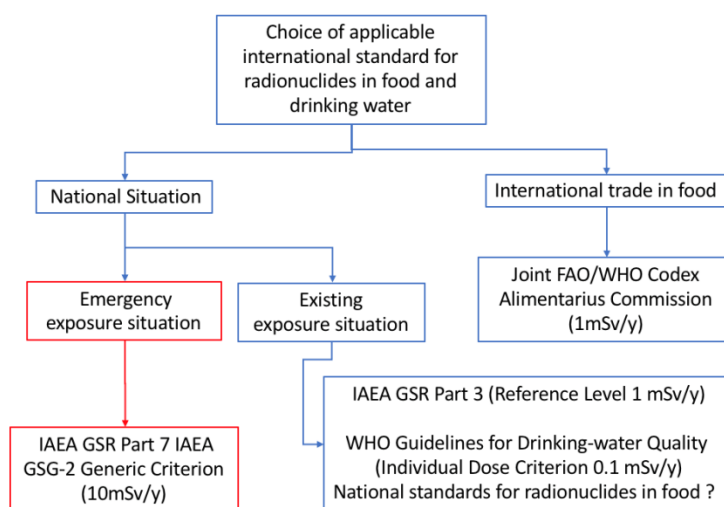 Choice of applicable
international standard for
radionuclides in food and
drinking water
National Situation
International trade in food
Emergency
exposure situation
Existing
exposure situation
Joint FAO/WHO Codex
Alimentarius Commission
(1mSv/y)
IAEA GSR Part 7 IAEA
GSG-2 Generic Criterion
(10mSv/y)
IAEA GSR Part 3 (Reference Level 1 mSv/y)
WHO Guidelines for Drinking-water Quality
(Individual Dose Criterion 0.1 mSv/y)
National standards for radionuclides in food ?